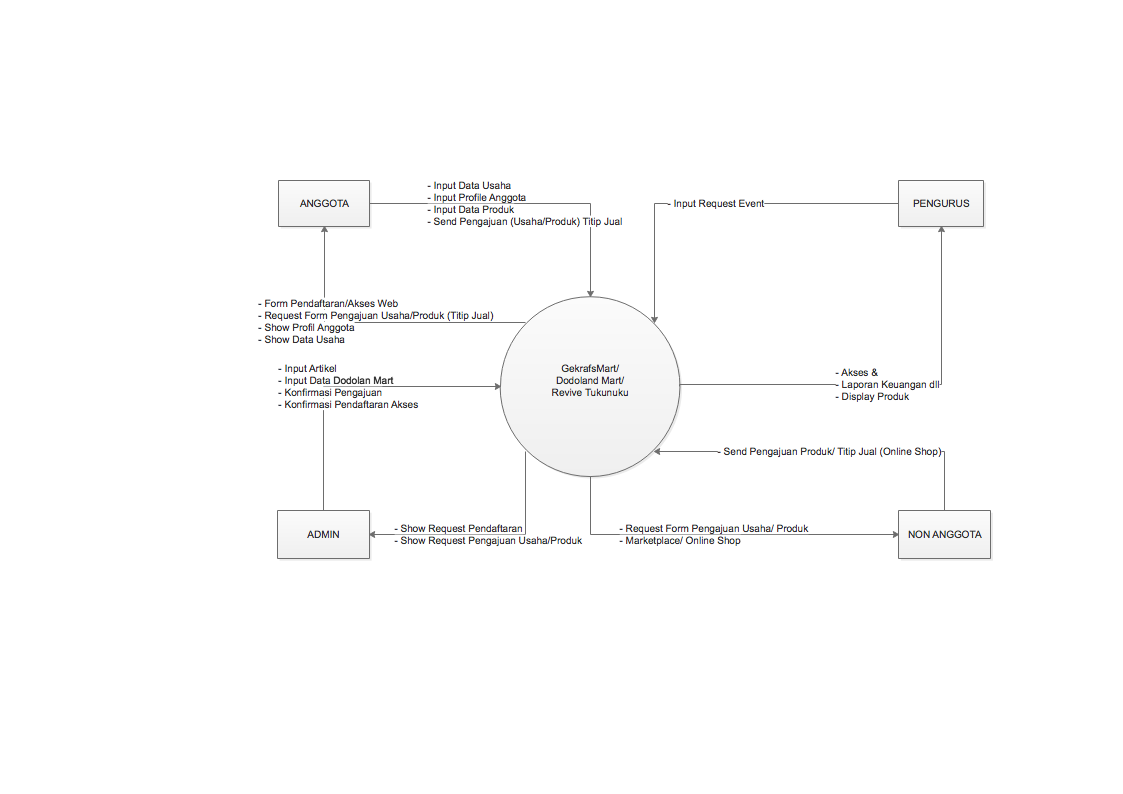 ANGGOTA
- Input Data Usaha
- Input Profile Anggota
- Input Data Produk
- Send Pengajuan (Usaha/Produk) Titip Jual
- Input Request Event
PENGURUS
- Form Pendaftaran/Akses Web
- Request Form Pengajuan Usaha/Produk (Titip Jual)
- Show Profil Anggota
- Show Data Usaha
- Input Artikel
- Input Data Dodolan Mart
- Konfirmasi Pengajuan
- Konfirmasi Pendaftaran Akses
GekrafsMart/
Dodoland Mart/
Revive Tukunuku
- Akses &
- Laporan Keuangan dll
- Display Produk
- Send Pengajuan Produk/ Titip Jual (Online Shop)
ADMIN
- Show Request Pendaftaran
- Show Request Pengajuan Usaha/Produk
- Request Form Pengajuan Usaha/ Produk
- Marketplace/ Online Shop
NON ANGGOTA